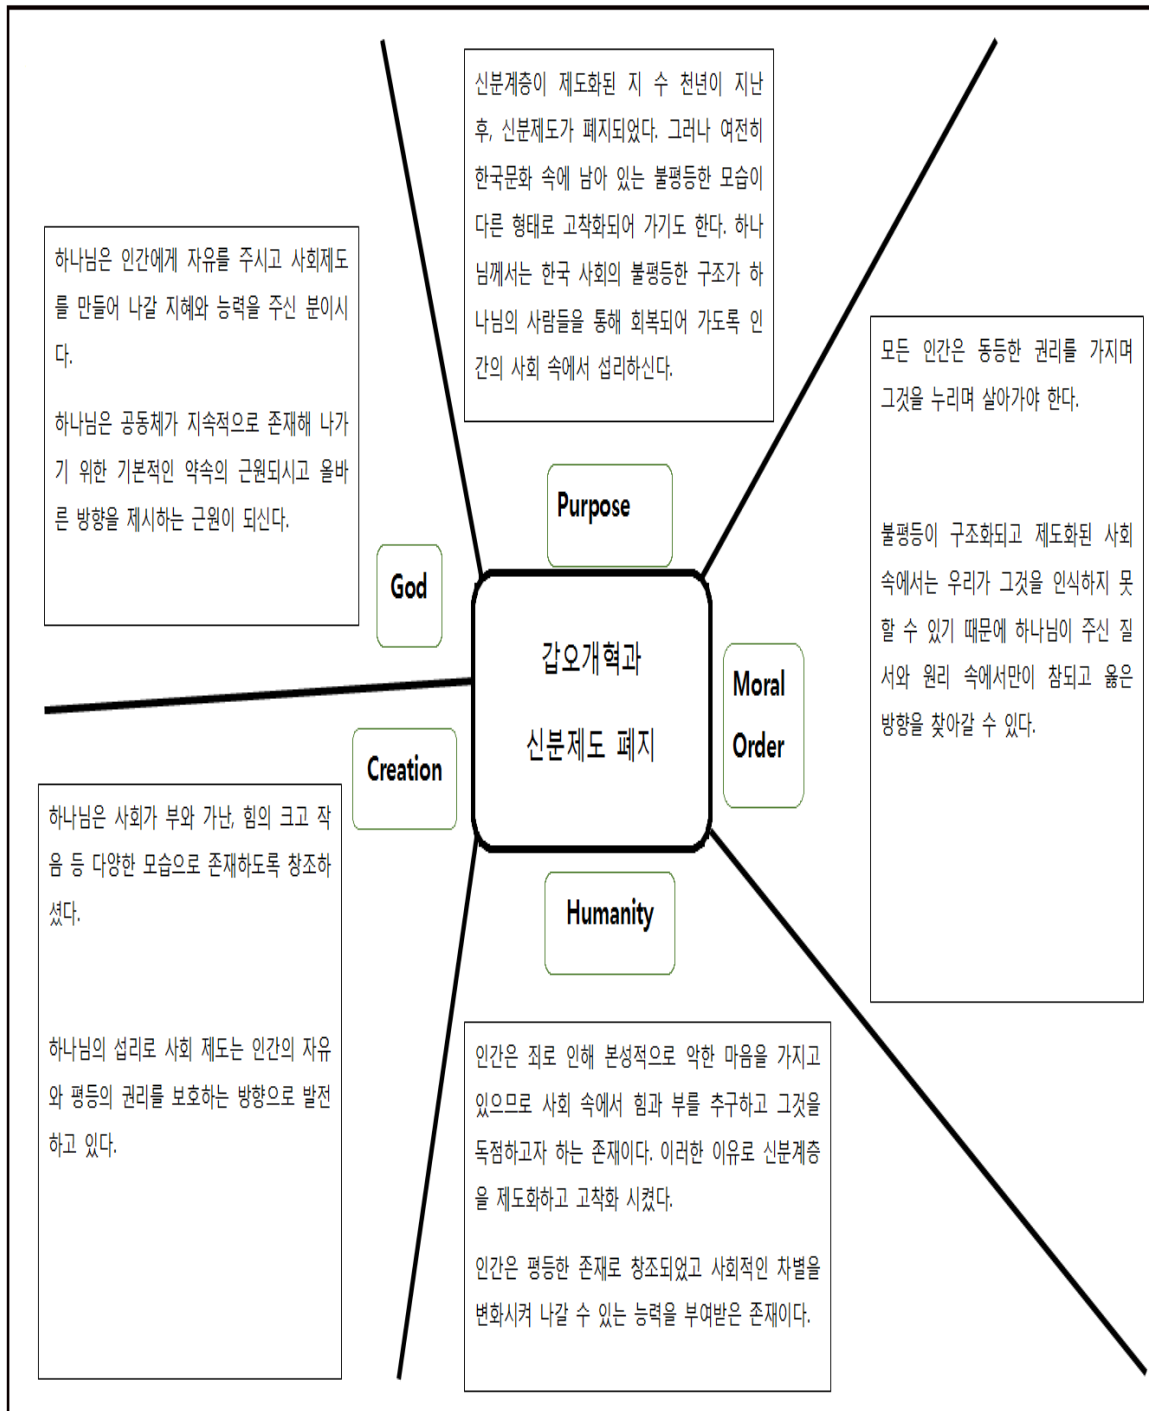 신분계층이 제도화된 지 수 천년이 지난
후, 신분제도가 폐지되었다. 그러나 여전히
한국문화 속에 남아 있는 불평등한 모습이
다른 형태로 고착화되어 가기도 한다. 하나
님께서는 한국 사회의 불평등한 구조가 하
나님의 사람들을 통해 회복되어 가도록 인
간의 사회 속에서 섭리하신다.
Purpose
하나님은 인간에게 자유를 주시고 사회제도
를 만들어 나갈 지혜와 능력을 주신 분이시
다.
하나님은 공동체가 지속적으로 존재해 나가
기 위한 기본적인 약속의 근원되시고 올바
른 방향을 제시하는 근원이 되신다.
God
모든 인간은 동등한 권리를 가지며
그것을 누리며 살아가야 한다.
불평등이 구조화되고 제도화된 사회
속에서는 우리가 그것을 인식하지 못
할 수 있기 때문에 하나님이 주신 질
서와 원리 속에서만이 참되고 옳은
방향을 찾아갈 수 있다.
Moral
Order
갑오개혁과
신분제도 폐지
Creation
하나님은 사회가 부와 가난, 힘의 크고 작
음 등 다양한 모습으로 존재하도록 창조하
셨다.
하나님의 섭리로 사회 제도는 인간의 자유
와 평등의 권리를 보호하는 방향으로 발전
하고 있다.
Humanity
인간은 죄로 인해 본성적으로 악한 마음을 가지고
있으므로 사회 속에서 힘과 부를 추구하고 그것을
독점하고자 하는 존재이다. 이러한 이유로 신분계층
을 제도화하고 고착화 시켰다.
인간은 평등한 존재로 창조되었고 사회적인 차별을
변화시켜 나갈 수 있는 능력을 부여받은 존재이다.